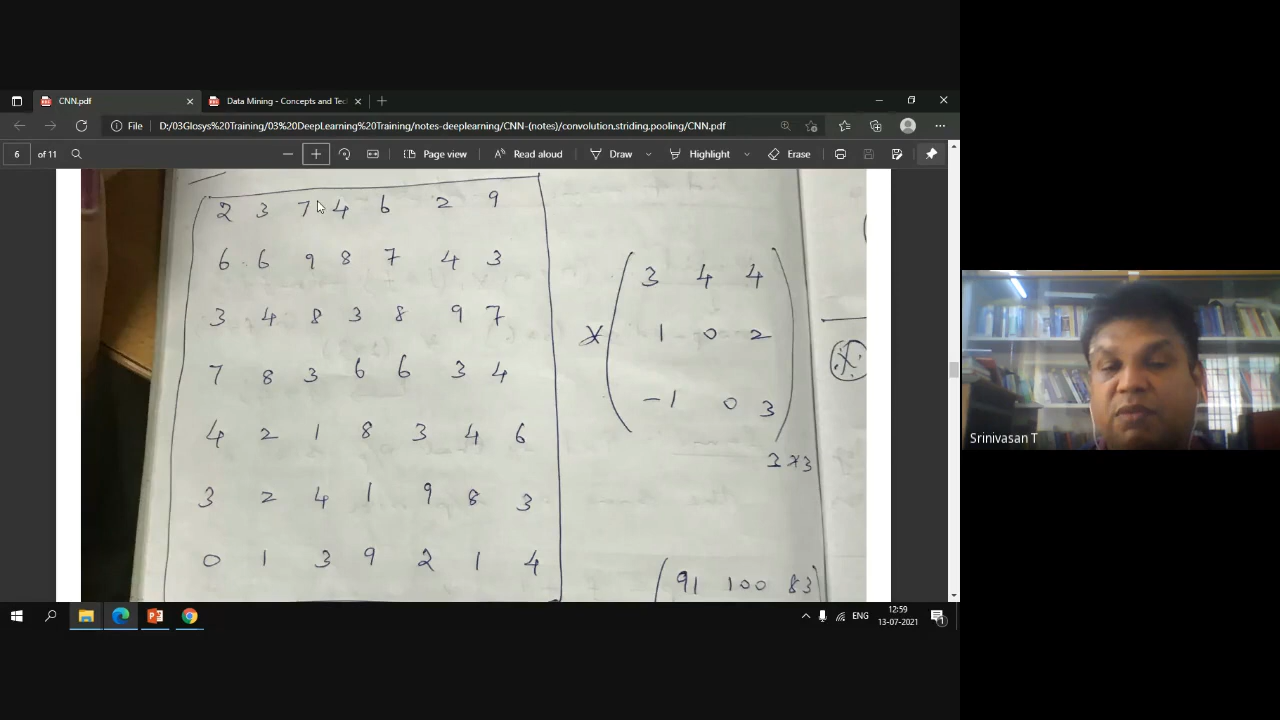 CNN.pdf
Data Mining - Concepts and Tec
File D:/03Glosys%20Training/03%20DeepLearning%20Training/notes-deeplearning/CNN-(notes)/convolution.striding.pooling/CNN.pdf
6 of 11 Page view Read aloud Draw Highlight Erase
2 3 7 4 6 2 9
6 6 9 8 7 4 3
3 4 8 3 8 9 7
7 8 3 6 6 3 4
4 2 1 8 3 4 6
3 2 4 1 9 8 3
0 1 3 9 2 1 4
*
3 4 4
1 0 2
-1 0 3
3×3
91 100 83
Srinivasan T
ENG
12:59
13-07-2021
1